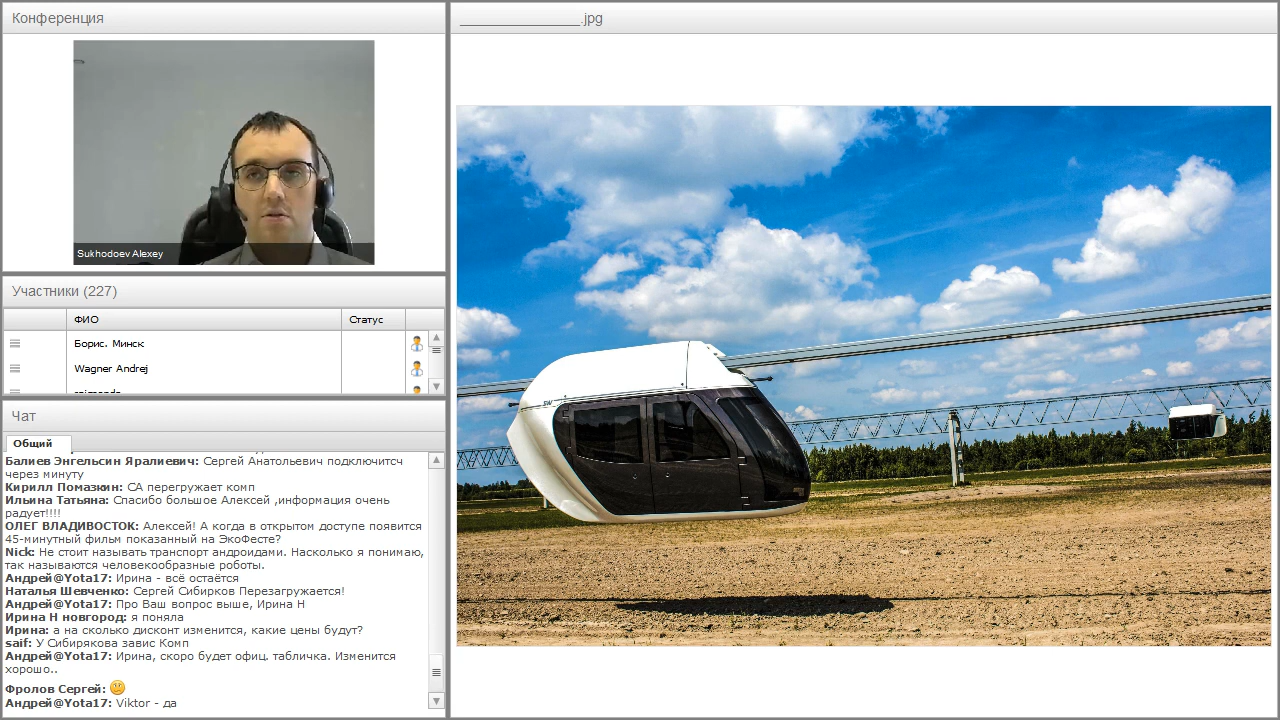 Конференция
Sukhodoev Alexey
Участники (227)
ФИО
Статус
Борис. Минск
Wagner Andrej
Чат
Общий
Балиев Энгельсин Яралиевич: Сергей Анатольевич подключитсч
через минуту
Кирилл Помазкин: СА перегружает комп
Ильина Татьяна: Спасибо большое Алексей ,информация очень
радует!!!!
ОЛЕГ ВЛАДИВОСТОК: Алексей! А когда в открытом доступе появится
45-минутный фильм показанный на ЭкоФесте?
Nick: Не стоит называть транспорт андроидами. Насколько я понимаю,
так называются человекообразные роботы.
Андрей@Yota17: Ирина - всё остаётся
Наталья Шевченко: Сергей Сибирков Перезагружается!
Андрей@Yota17: Про Ваш вопрос выше, Ирина Н
Ирина Н новгород: я поняла
Ирина: а на сколько дисконт изменится, какие цены будут?
saif: У Сибирякова завис Комп
Андрей@Yota17: Ирина, скоро будет офиц. табличка. Изменится
хорошо..
Фролов Сергей:
Андрей@Yota17: Viktor - да
_______________.jpg